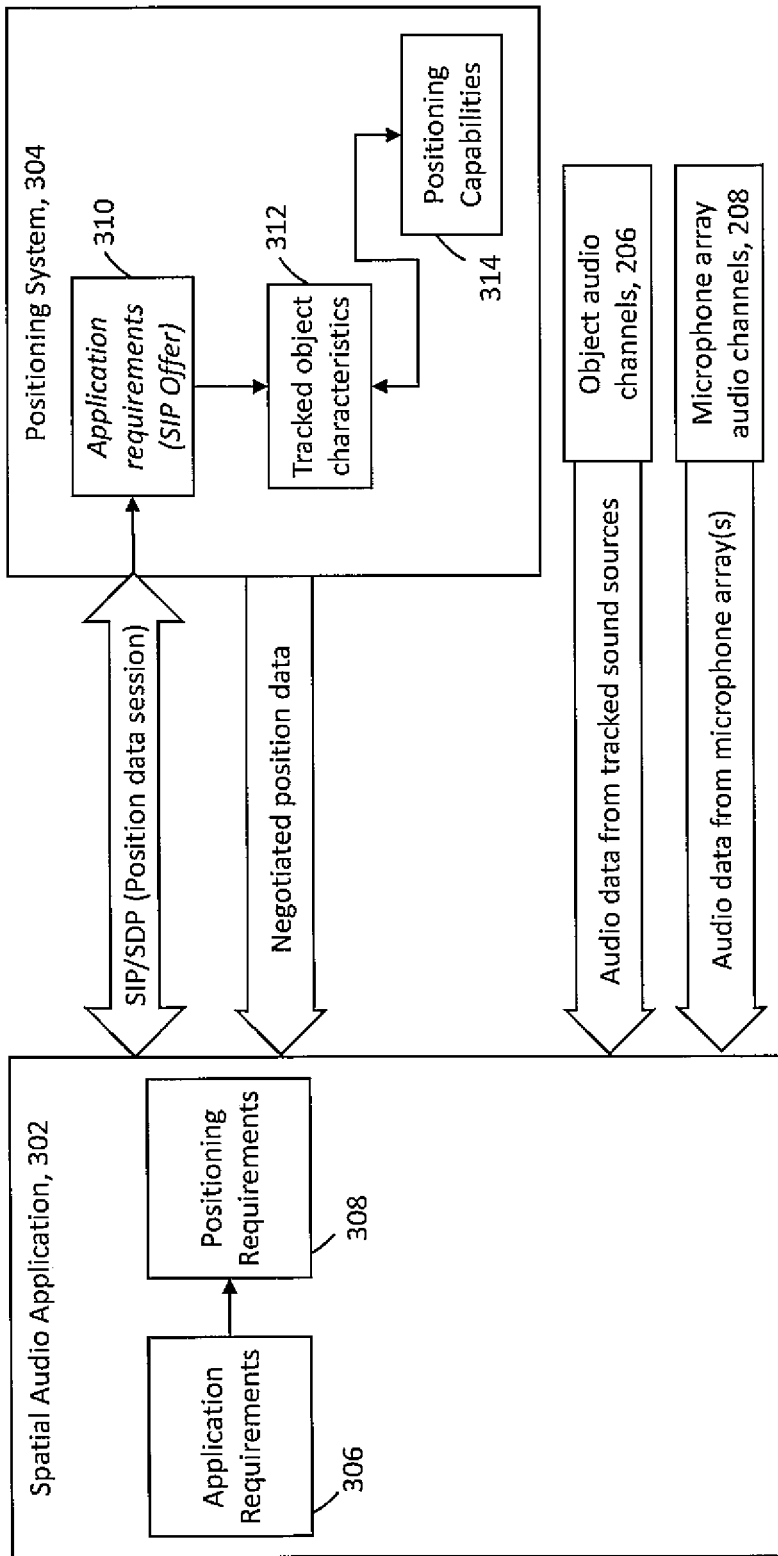 Spatial Audio Application, 302
Application
Requirements
306
Positioning
Requirements
308
SIP/SDP (Position data session)
Negotiated position data
Audio data from tracked sound sources
Audio data from microphone array(s)
Positioning System, 304
Application
requirements
(SIP Offer)
310
Tracked object
characteristics
312
Positioning
Capabilities
314
Object audio
channels, 206
Microphone array
audio channels, 208